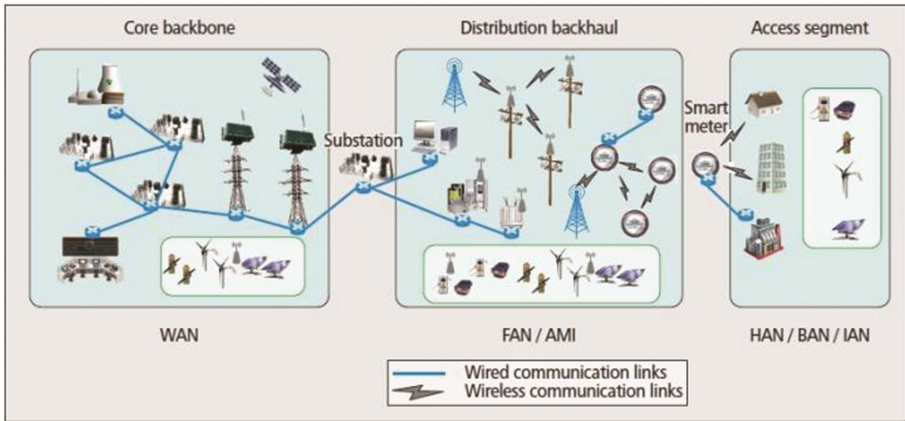 Core backbone
Distribution backhaul
Access segment
Substation
Smart
meter
WAN
FAN / AMI
HAN / BAN / IAN
Wired communication links
Wireless communication links